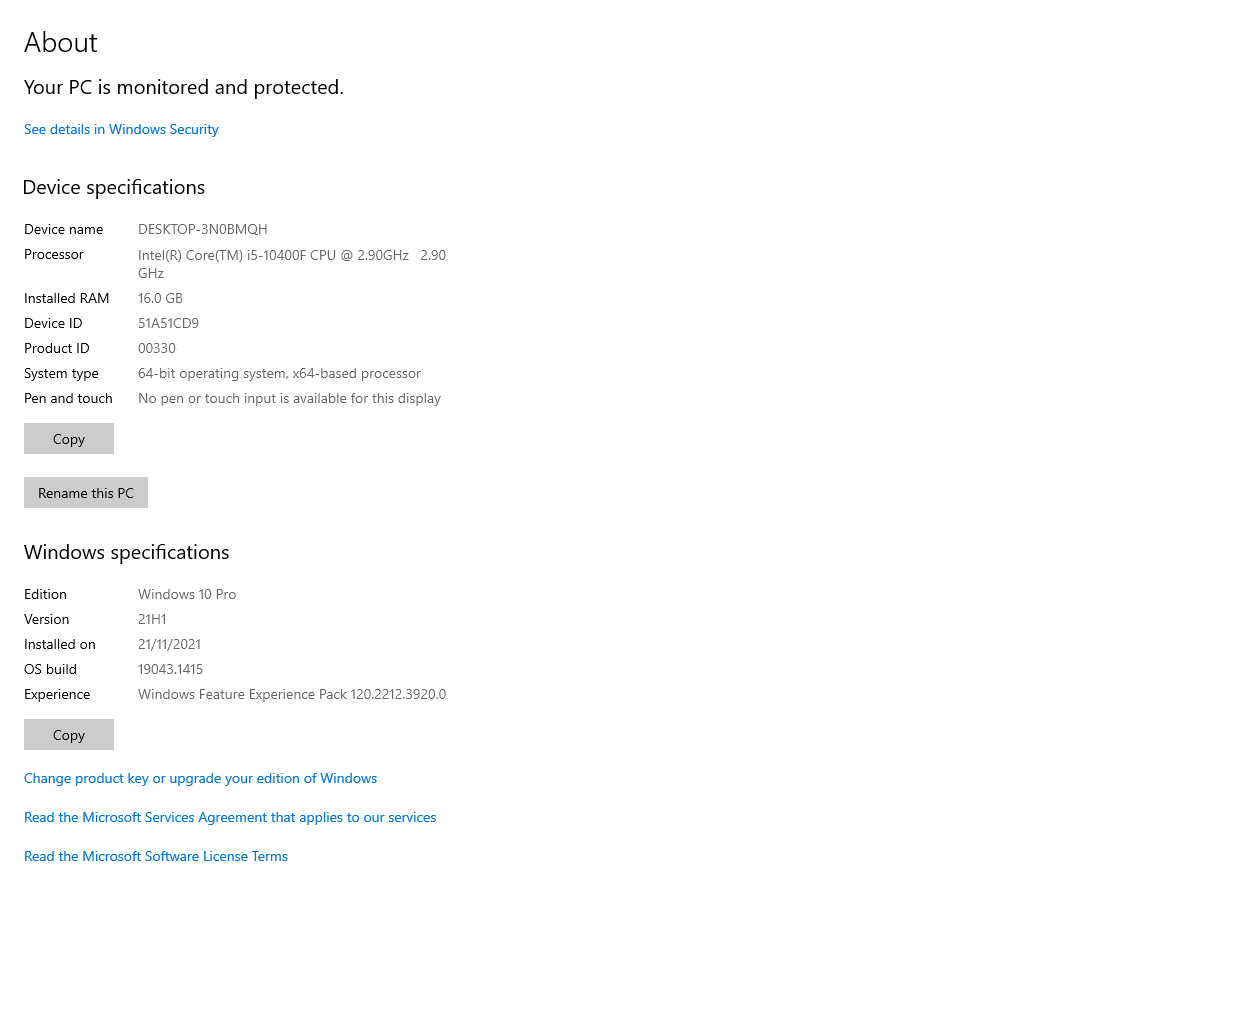 About
Your PC is monitored and protected.
See details in Windows Security
Device specifications
Device name DESKTOP-3N0BMQH
Processor Intel(R) Core(TM) i5-10400F CPU @ 2.90GHz 2.90
GHz
Installed RAM 16.0 GB
Device ID 51A51CD9
Product ID 00330
System type 64-bit operating system, x64-based processor
Pen and touch No pen or touch input is available for this display
Copy
Rename this PC
Windows specifications
Edition Windows 10 Pro
Version 21H1
Installed on 21/11/2021
OS build 19043.1415
Experience Windows Feature Experience Pack 120.2212.3920.0
Copy
Change product key or upgrade your edition of Windows
Read the Microsoft Services Agreement that applies to our services
Read the Microsoft Software License Terms